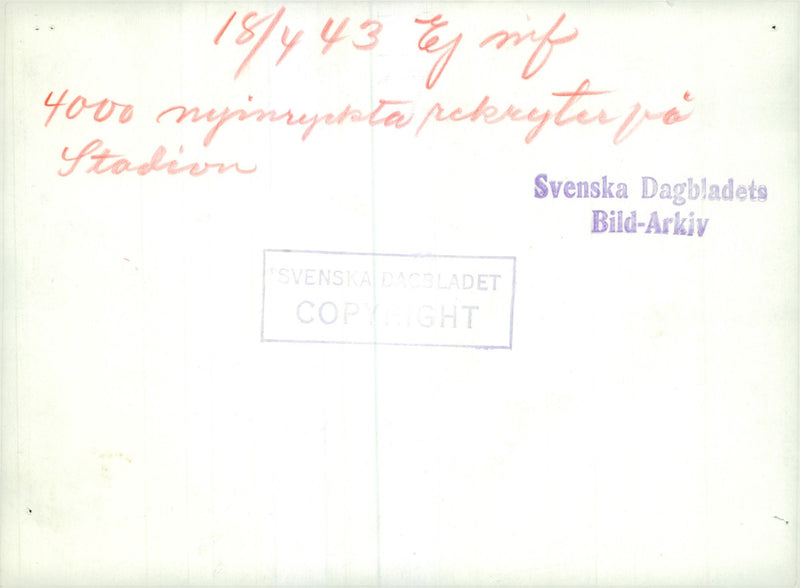 18/4 43 Ej inf
4000 nyinryckta rekryter på
Stadion
Svenska Dagbladets
Bild-Arkiv
SVENSKA DAGBLADET
COPYRIGHT